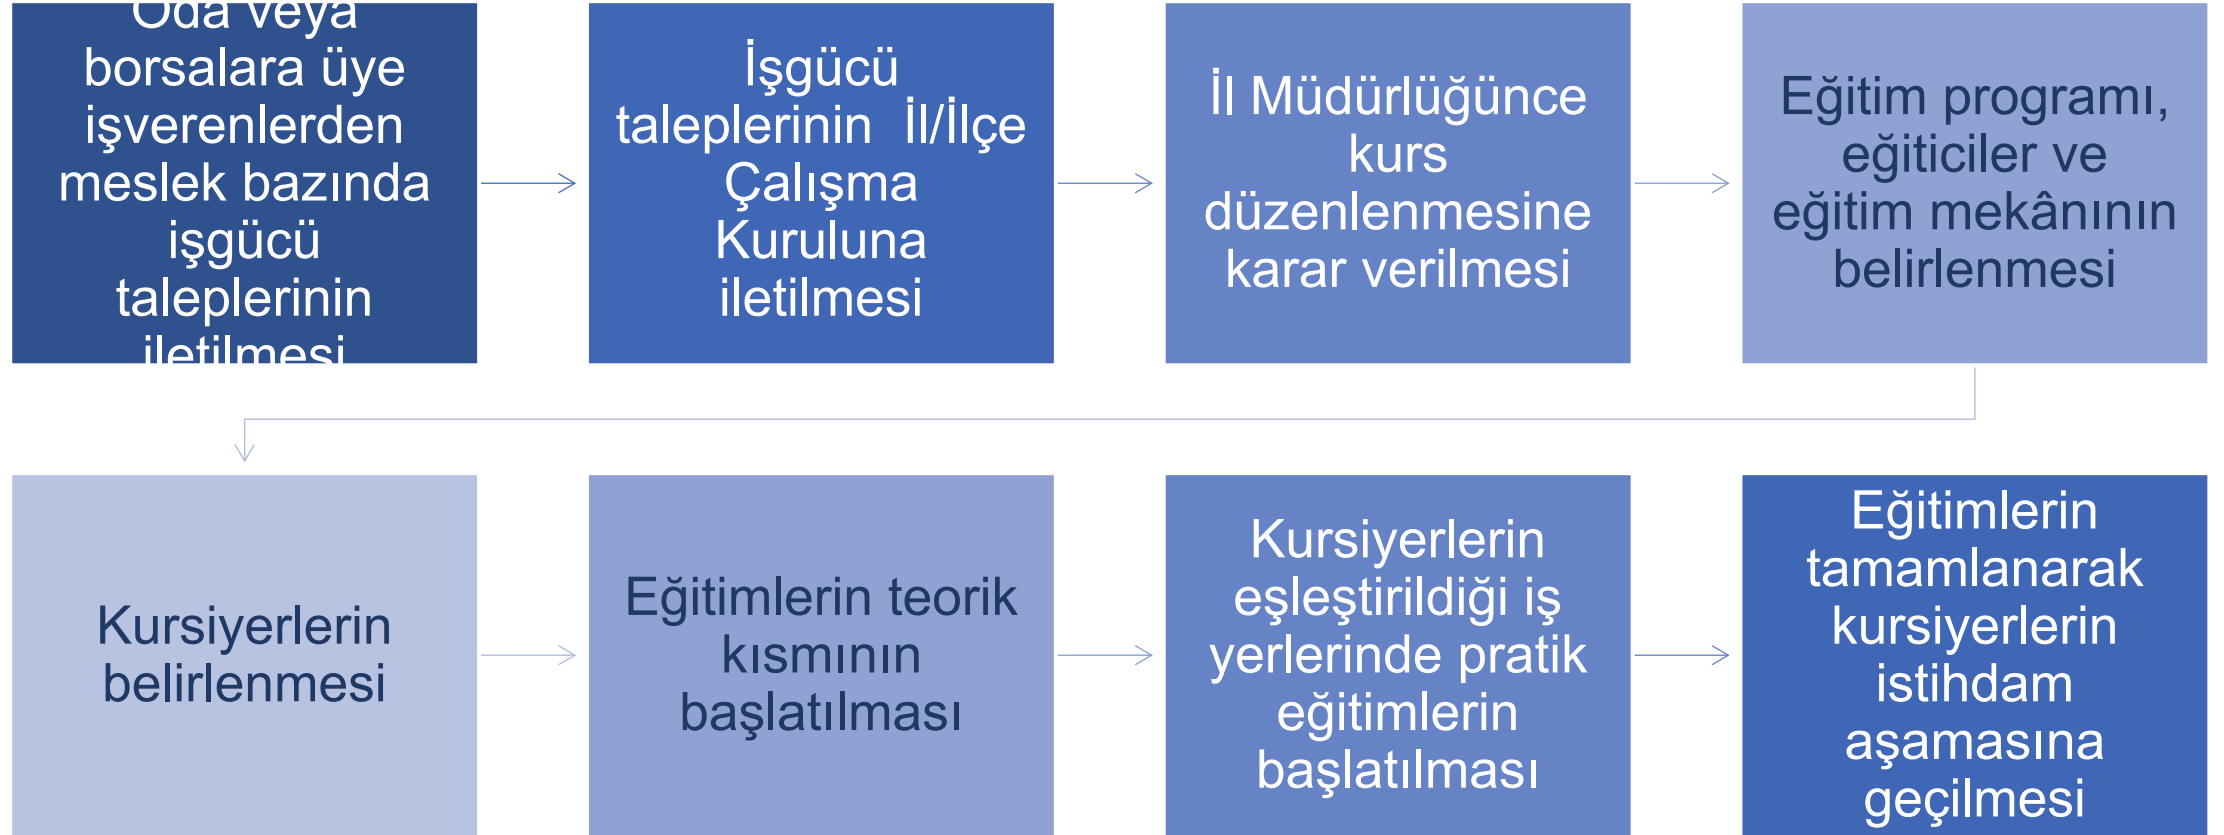 Oda veya
borsalara üye
işverenlerden
meslek bazında
işgücü
taleplerinin
iletilmesi
İşgücü
taleplerinin İl/İlçe
Çalışma
Kuruluna
iletilmesi
İl Müdürlüğünce
kurs
düzenlenmesine
karar verilmesi
Eğitim programı,
eğiticiler ve
eğitim mekânının
belirlenmesi
Kursiyerlerin
belirlenmesi
Eğitimlerin teorik
kısmının
başlatılması
Kursiyerlerin
eşleştirildiği iş
yerlerinde pratik
eğitimlerin
başlatılması
Eğitimlerin
tamamlanarak
kursiyerlerin
istihdam
aşamasına
geçilmesi